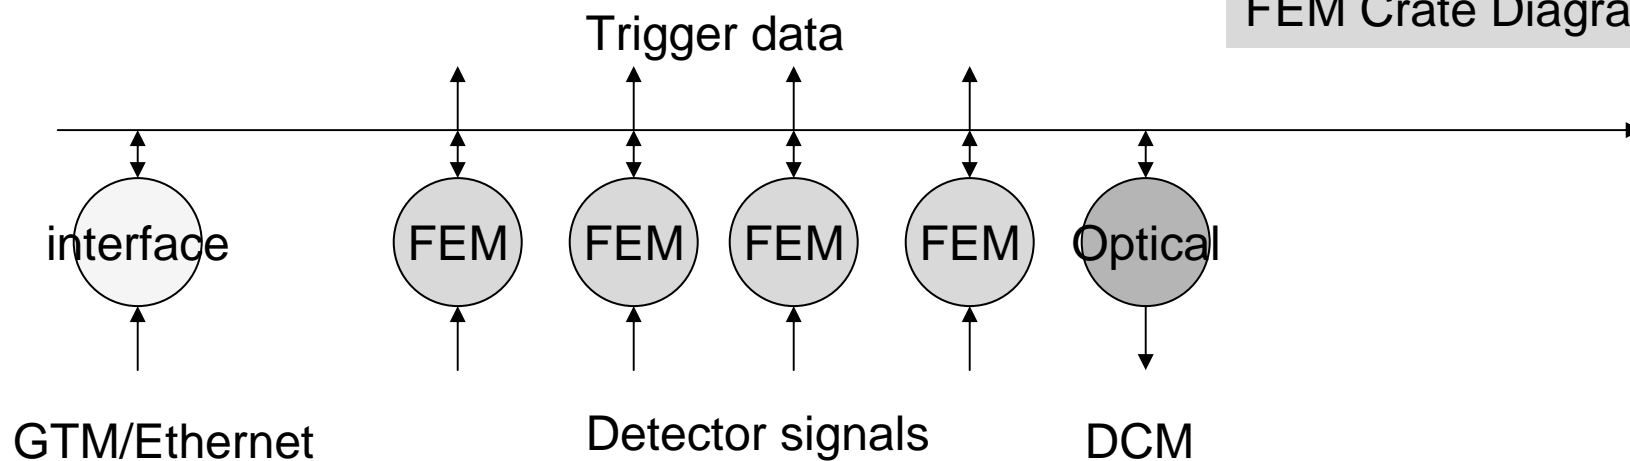 FEM Crate Diagra
Trigger data
interface
FEM
FEM
FEM
FEM
Optical
GTM/Ethernet
Detector signals
DCM